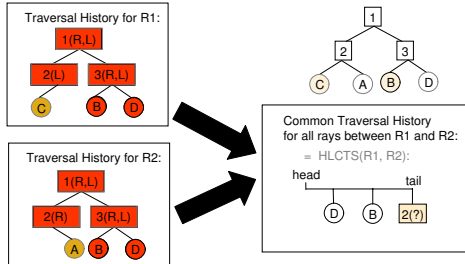 Traversal History for R1:
1(R,L)
2(L)
3(R,L)
C
B
D
Traversal History for R2:
1(R,L)
2(R)
3(R,L)
A
B
D
1
2
3
C
A
B
D
Common Traversal History
for all rays between R1 and R2:
= HLCTS(R1, R2):
head
tail
D
B
2(?)